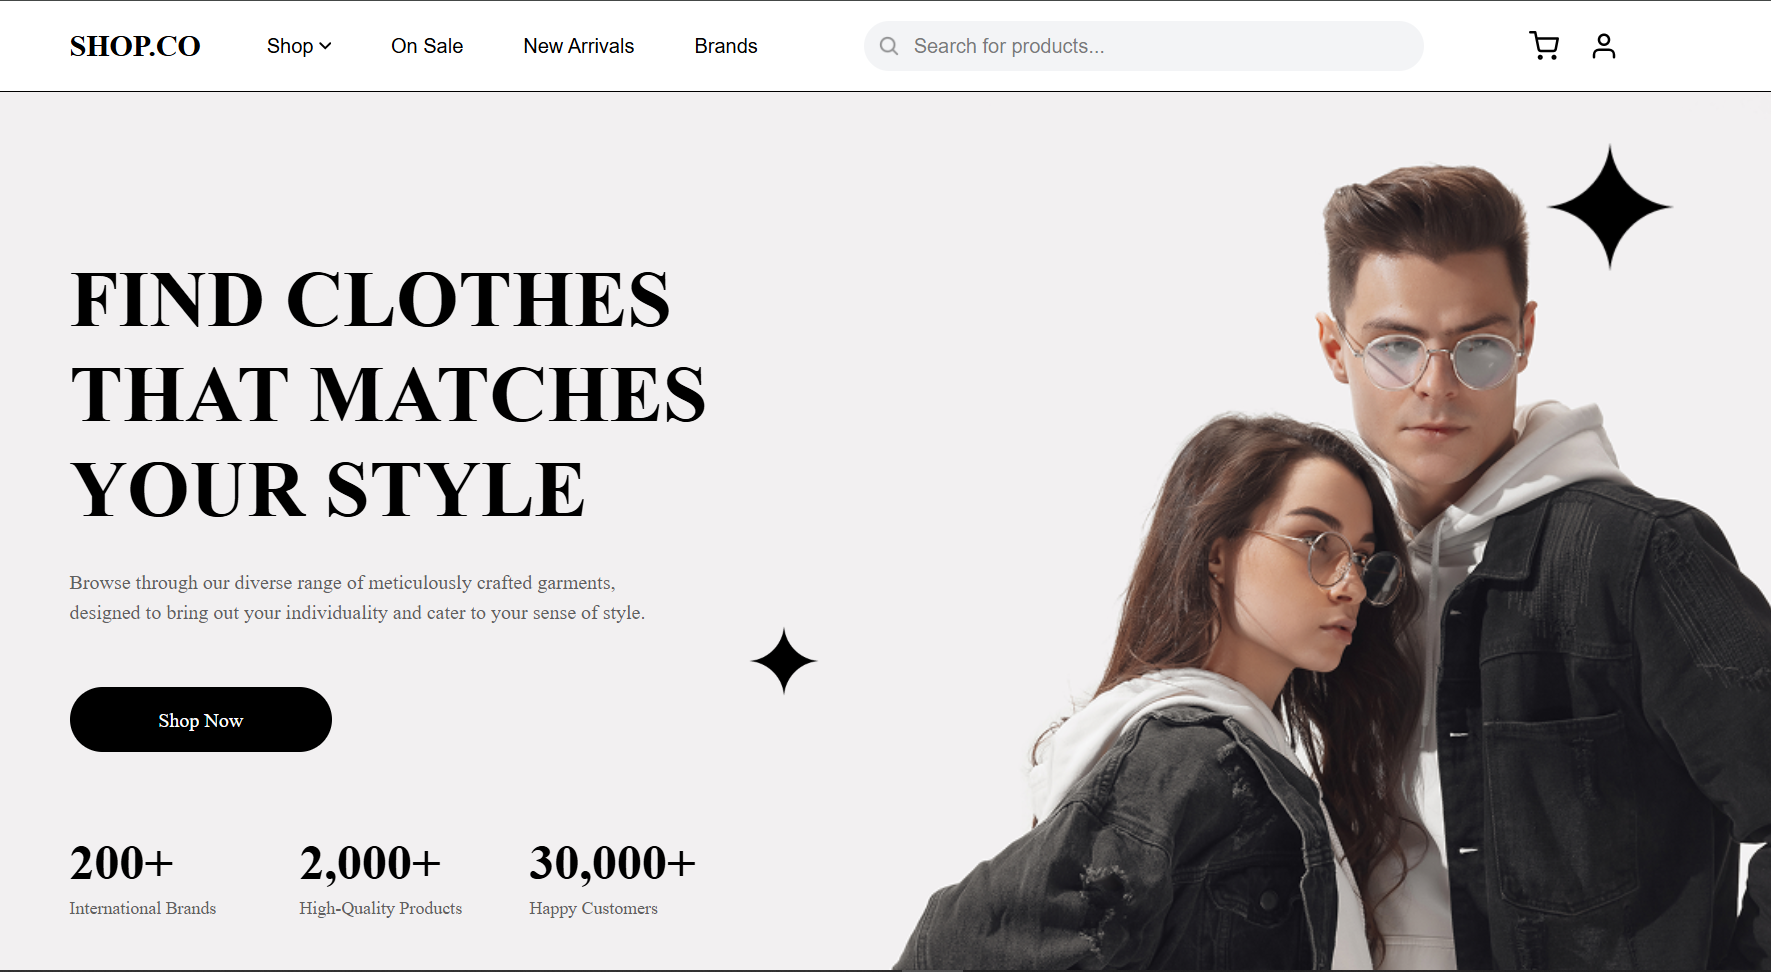 SHOP.CO
Shop
On Sale
New Arrivals
Brands
Search for products...
FIND CLOTHES
THAT MATCHES
YOUR STYLE
Browse through our diverse range of meticulously crafted garments,
designed to bring out your individuality and cater to your sense of style.
Shop Now
200+
International Brands
2,000+
High-Quality Products
30,000+
Happy Customers